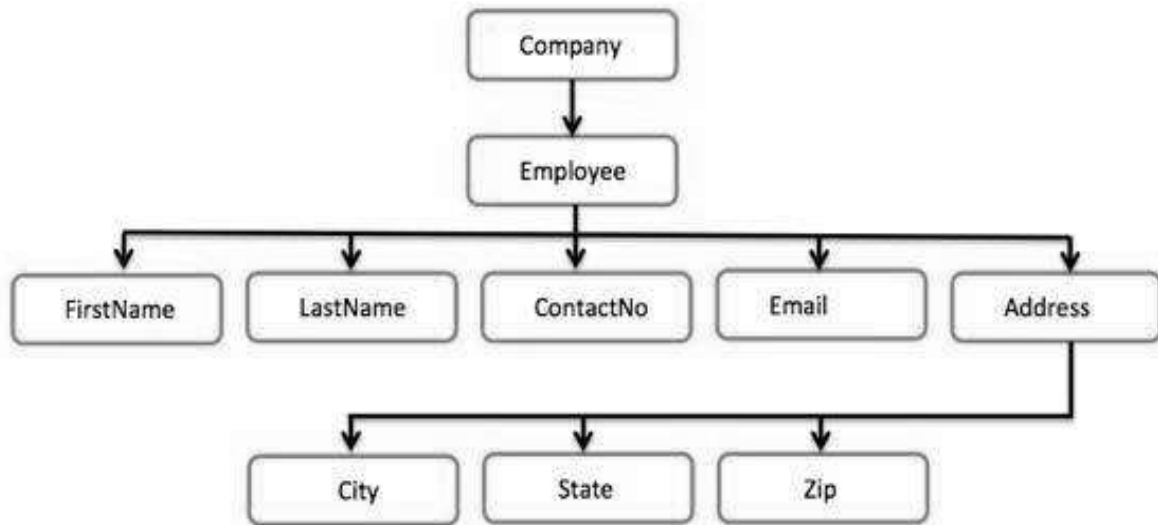 Company
Employee
FirstName
LastName
ContactNo
Email
Address
City
State
Zip